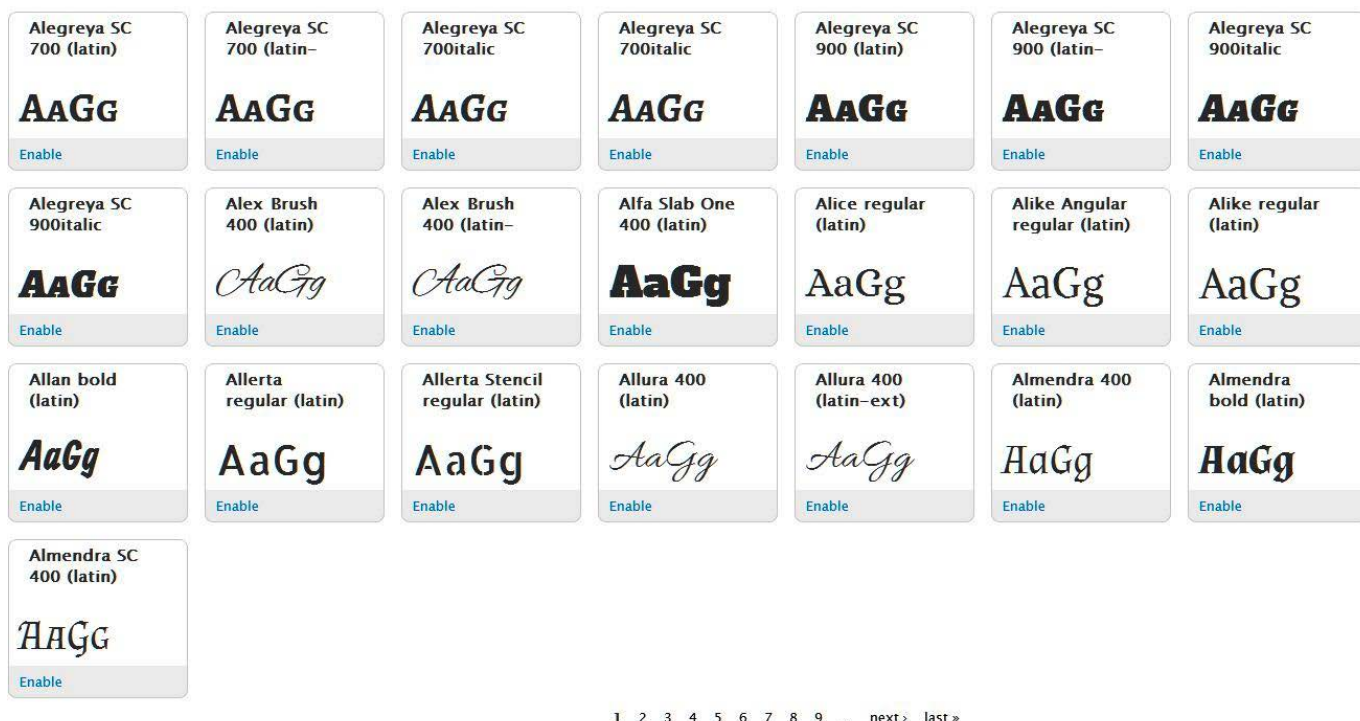 Alegreya SC
700 (latin)
AAGG
Enable
Alegreya SC
700 (latin-
AAGG
Enable
Alegreya SC
700italic
AAGG
Enable
Alegreya SC
700italic
AAGG
Enable
Alegreya SC
900 (latin)
AAGG
Enable
Alegreya SC
900 (latin-
AAGG
Enable
Alegreya SC
900italic
AAGG
Enable
Alegreya SC
900italic
AAGG
Enable
Alex Brush
400 (latin)
AaGg
Enable
Alex Brush
400 (latin-
AaGg
Enable
Alfa Slab One
400 (latin)
AaGg
Enable
Alice regular
(latin)
AaGg
Enable
Alike Angular
regular (latin)
AaGg
Enable
Alike regular
(latin)
AaGg
Enable
Allan bold
(latin)
AaGg
Enable
Allerta
regular (latin)
AaGg
Enable
Allerta Stencil
regular (latin)
AaGg
Enable
Allura 400
(latin)
AaGg
Enable
Allura 400
(latin-ext)
AaGg
Enable
Almendra 400
(latin)
AaGg
Enable
Almendra
bold (latin)
AaGg
Enable
Almendra SC
400 (latin)
AAGG
Enable
1 2 3 4 5 6 7 8 9 … next › last »